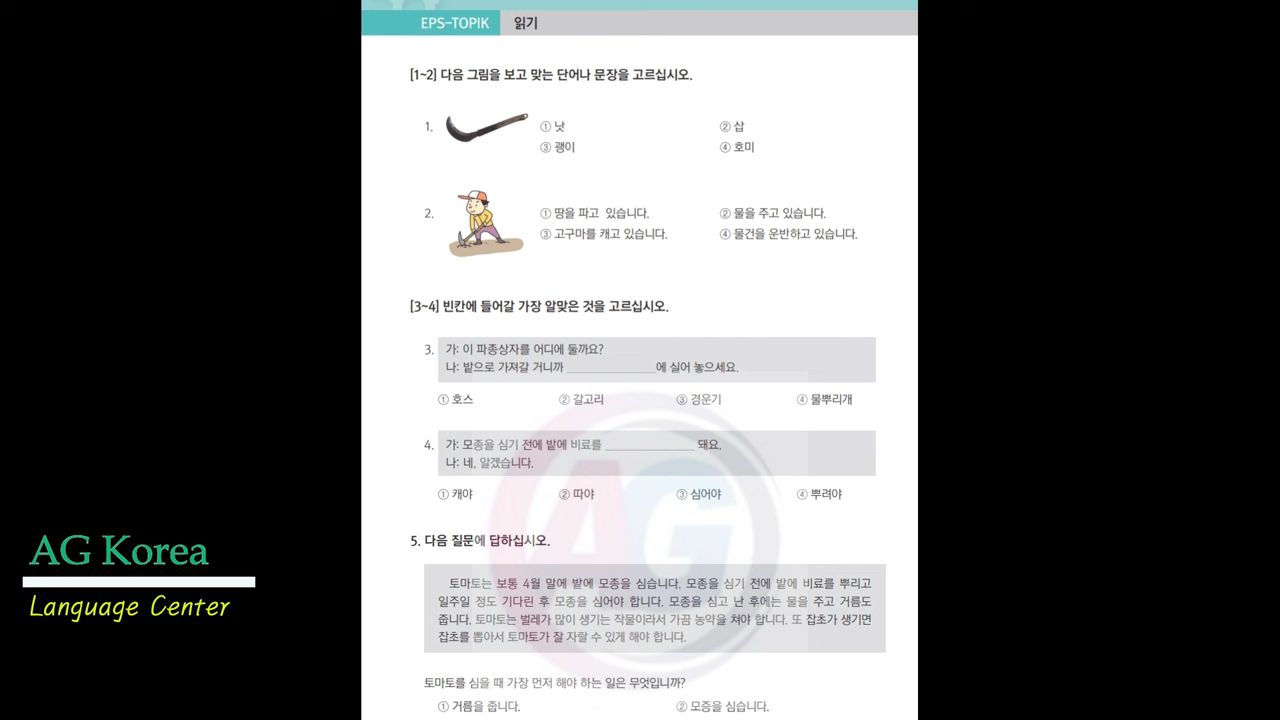 EPS-TOPIK 읽기
[1~2] 다음 그림을 보고 맞는 단어나 문장을 고르십시오.
1. ① 낫 ② 삽
③ 괭이 ④ 호미
2. ① 땅을 파고 있습니다. ② 물을 주고 있습니다.
③ 고구마를 캐고 있습니다. ④ 물건을 운반하고 있습니다.
[3~4] 빈칸에 들어갈 가장 알맞은 것을 고르십시오.
3. 가: 이 파종상자를 어디에 둘까요?
나: 밭으로 가져갈 거니까 ______________에 실어 놓으세요.
① 호스 ② 갈고리 ③ 경운기 ④ 물뿌리개
4. 가: 모종을 심기 전에 밭에 비료를 ______________ 돼요.
나: 네, 알겠습니다.
① 캐야 ② 따야 ③ 심어야 ④ 뿌려야
5. 다음 질문에 답하십시오.
토마토는 보통 4월 말에 밭에 모종을 심습니다. 모종을 심기 전에 밭에 비료를 뿌리고
일주일 정도 기다린 후 모종을 심어야 합니다. 모종을 심고 난 후에는 물을 주고 거름도
줍니다. 토마토는 벌레가 많이 생기는 작물이라서 가끔 농약을 쳐야 합니다. 또 잡초가 생기면
잡초를 뽑아서 토마토가 잘 자랄 수 있게 해야 합니다.
토마토를 심을 때 가장 먼저 해야 하는 일은 무엇입니까?
① 거름을 줍니다. ② 모종을 심습니다.
AG Korea
Language Center
AG